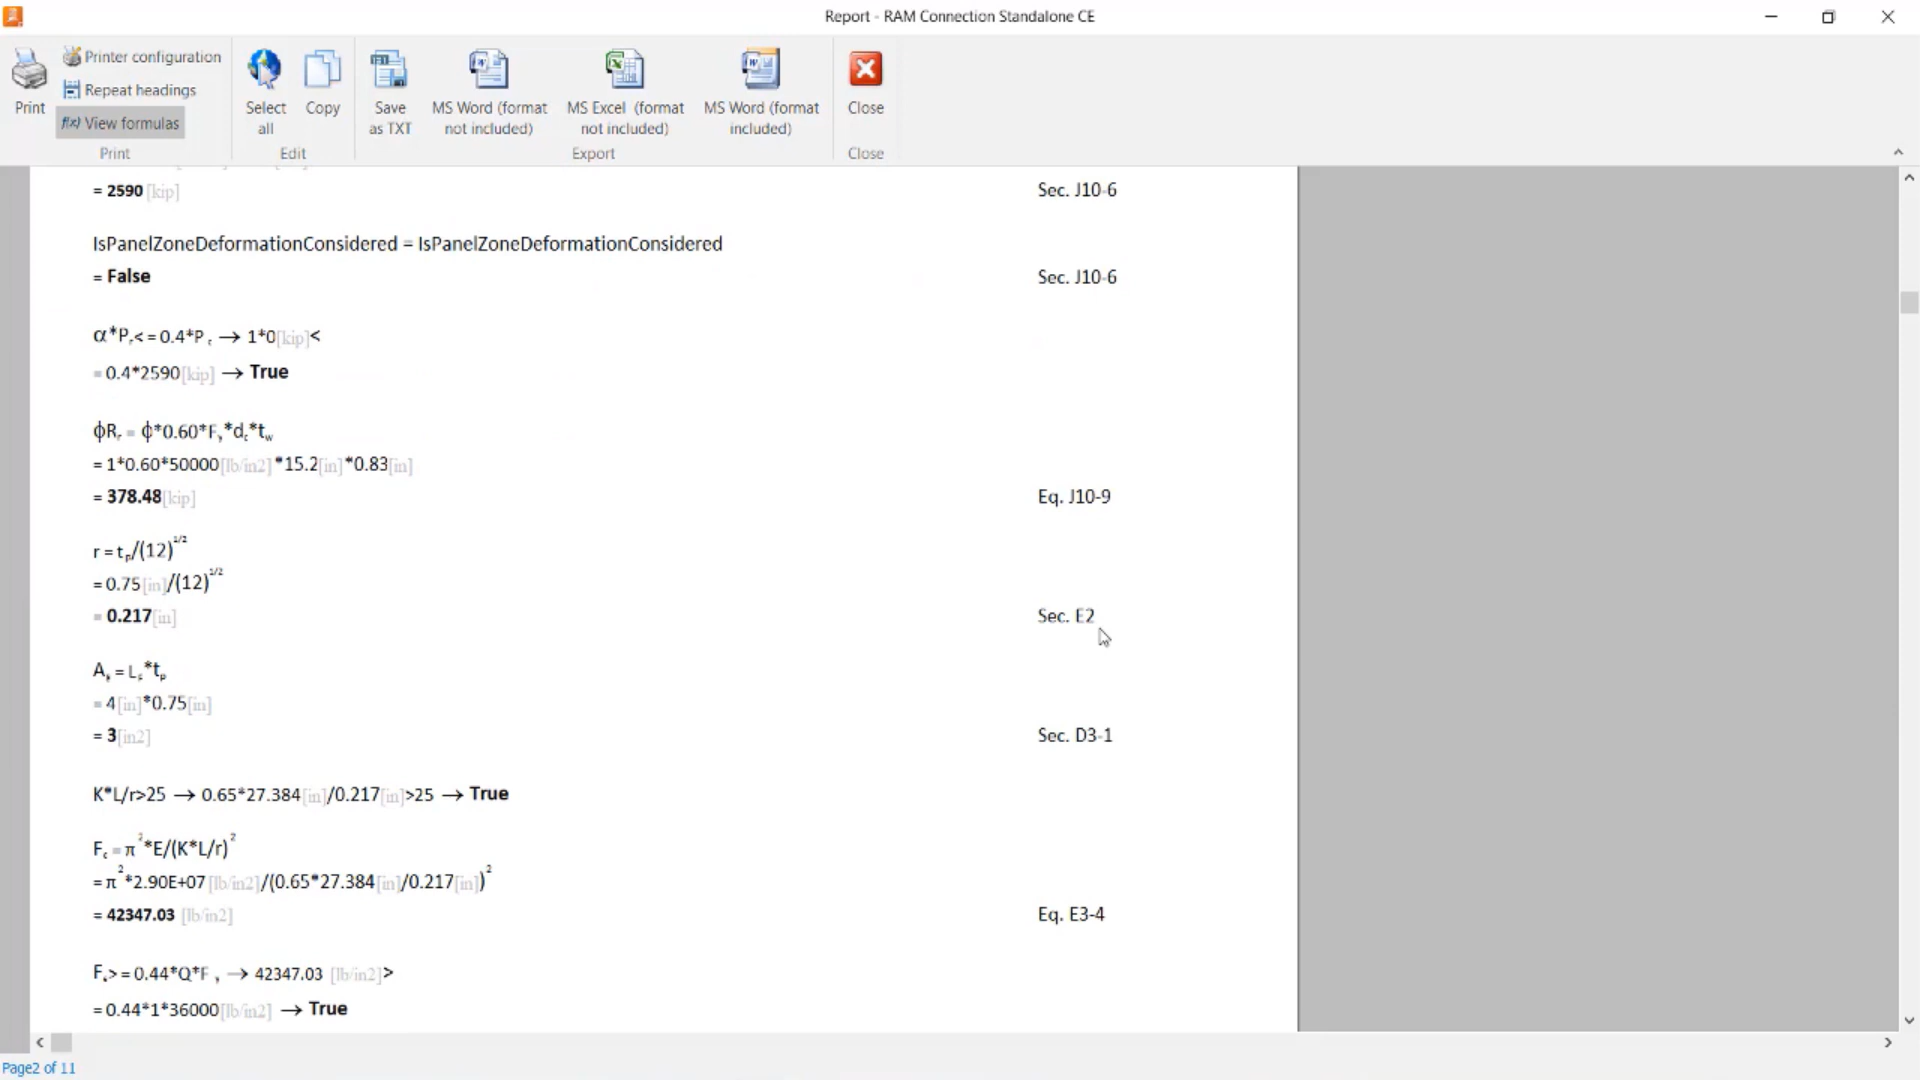 Report - RAM Connection Standalone CE
Print
Printer configuration
Repeat headings
f(x) View formulas
Print
Select all
Copy
Edit
Save as TXT
MS Word (format not included)
MS Excel (format not included)
MS Word (format included)
Export
Close
Close
= 2590 [kip] Sec. J10-6
IsPanelZoneDeformationConsidered = IsPanelZoneDeformationConsidered
= False Sec. J10-6
α*Pr<=0.4*Pc → 1*0[kip]<
=0.4*2590[kip] → True
ϕRn = ϕ*0.60*Fy*dc*tw
= 1*0.60*50000[lb/in2]*15.2[in]*0.83[in]
= 378.48[kip] Eq. J10-9
r = tp/(12)^1/2
= 0.75[in]/(12)^1/2
= 0.217[in] Sec. E2
Ag = Lc*tp
= 4[in]*0.75[in]
= 3[in2] Sec. D3-1
K*L/r>25 → 0.65*27.384[in]/0.217[in]>25 → True
Fe = π^2*E/(K*L/r)^2
= π^2*2.90E+07[lb/in2]/(0.65*27.384[in]/0.217[in])^2
= 42347.03 [lb/in2] Eq. E3-4
Fe>=0.44*Q*Fy → 42347.03 [lb/in2]>
=0.44*1*36000[lb/in2] → True
Page2 of 11